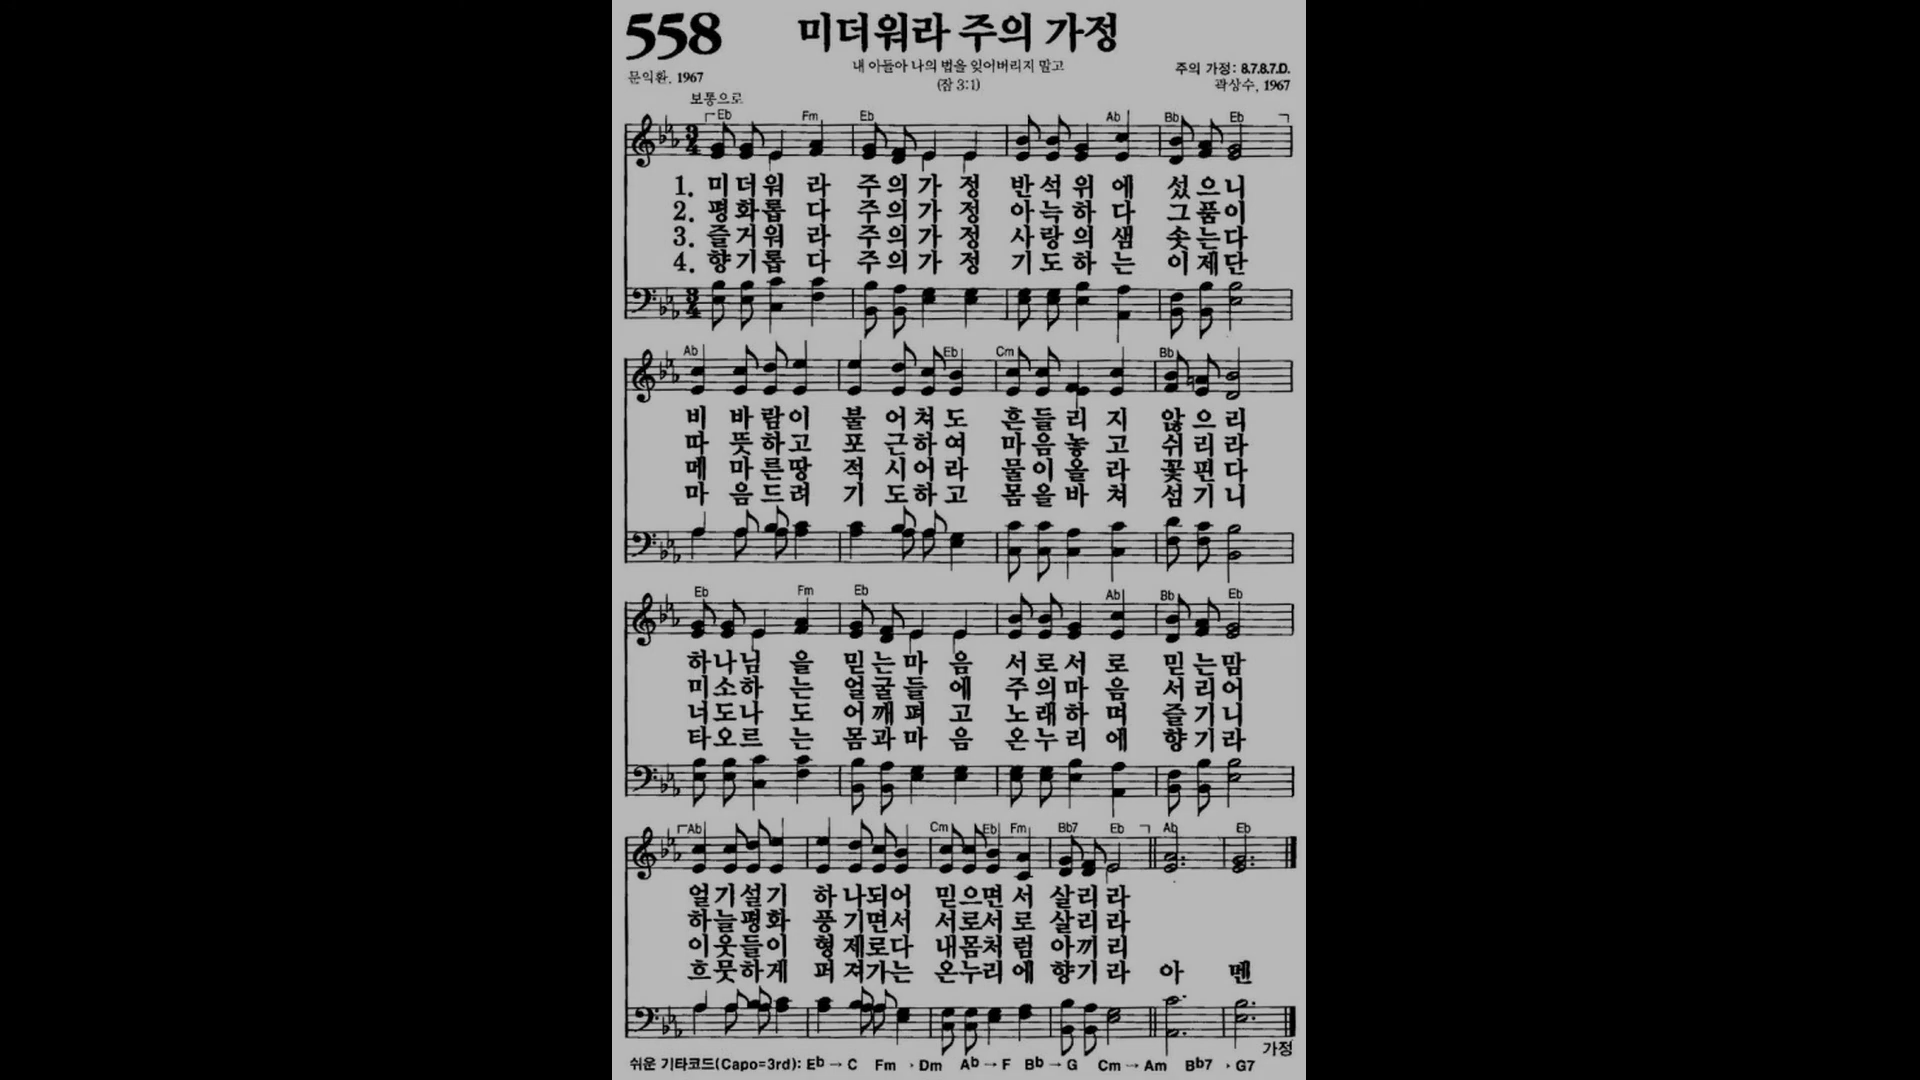 558 미더워라 주의 가정
내 아들아 나의 법을 잊어버리지 말고
(잠 3:1)
문익환, 1967
주의 가정: 8.7.8.7.D.
곽상수, 1967
보통으로
Eb Fm Eb Ab Bb Eb
1. 미더워라 주의가정 반석위에 섰으니
2. 평화롭다 주의가정 아늑하다 그품이
3. 즐거워라 주의가정 사랑의샘 솟는다
4. 향기롭다 주의가정 기도하는 이제단
Ab Eb Cm Bb
비바람이 불어쳐도 흔들리지 않으리
따뜻하고 포근하여 마음놓고 쉬리라
메마른땅 적시어라 물이올라 꽃핀다
마음드려 기도하고 몸을바쳐 섬기니
Eb Fm Eb Ab Bb Eb
하나님을 믿는마음 서로서로 믿는맘
미소하는 얼굴들에 주의마음 서리어
너도나도 어깨펴고 노래하며 즐기니
타오르는 몸과마음 온누리에 향기라
Ab Cm Eb Fm Bb7 Eb Ab Eb
얼기설기 하나되어 믿으면서 살리라
하늘평화 풍기면서 서로서로 살리라
이웃들이 형제로다 내몸처럼 아끼리
흐뭇하게 퍼져가는 온누리에 향기라 아멘
가정
쉬운 기타코드(Capo=3rd): Eb→C Fm→Dm Ab→F Bb→G Cm→Am Bb7→G7